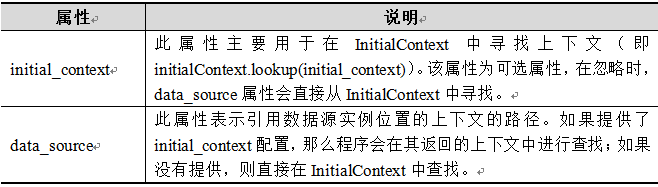 属性 说明
此属性主要用于在 InitialContext 中寻找上下文（即
initialContext.lookup(initial_context)）。该属性为可选属性，在忽略时，
initial_context
data_source 属性会直接从 InitialContext 中寻找。
此属性表示引用数据源实例位置的上下文的路径。如果提供了
data_source
initial_context 配置，那么程序会在其返回的上下文中进行查找；如果
没有提供，则直接在 InitialContext 中查找。